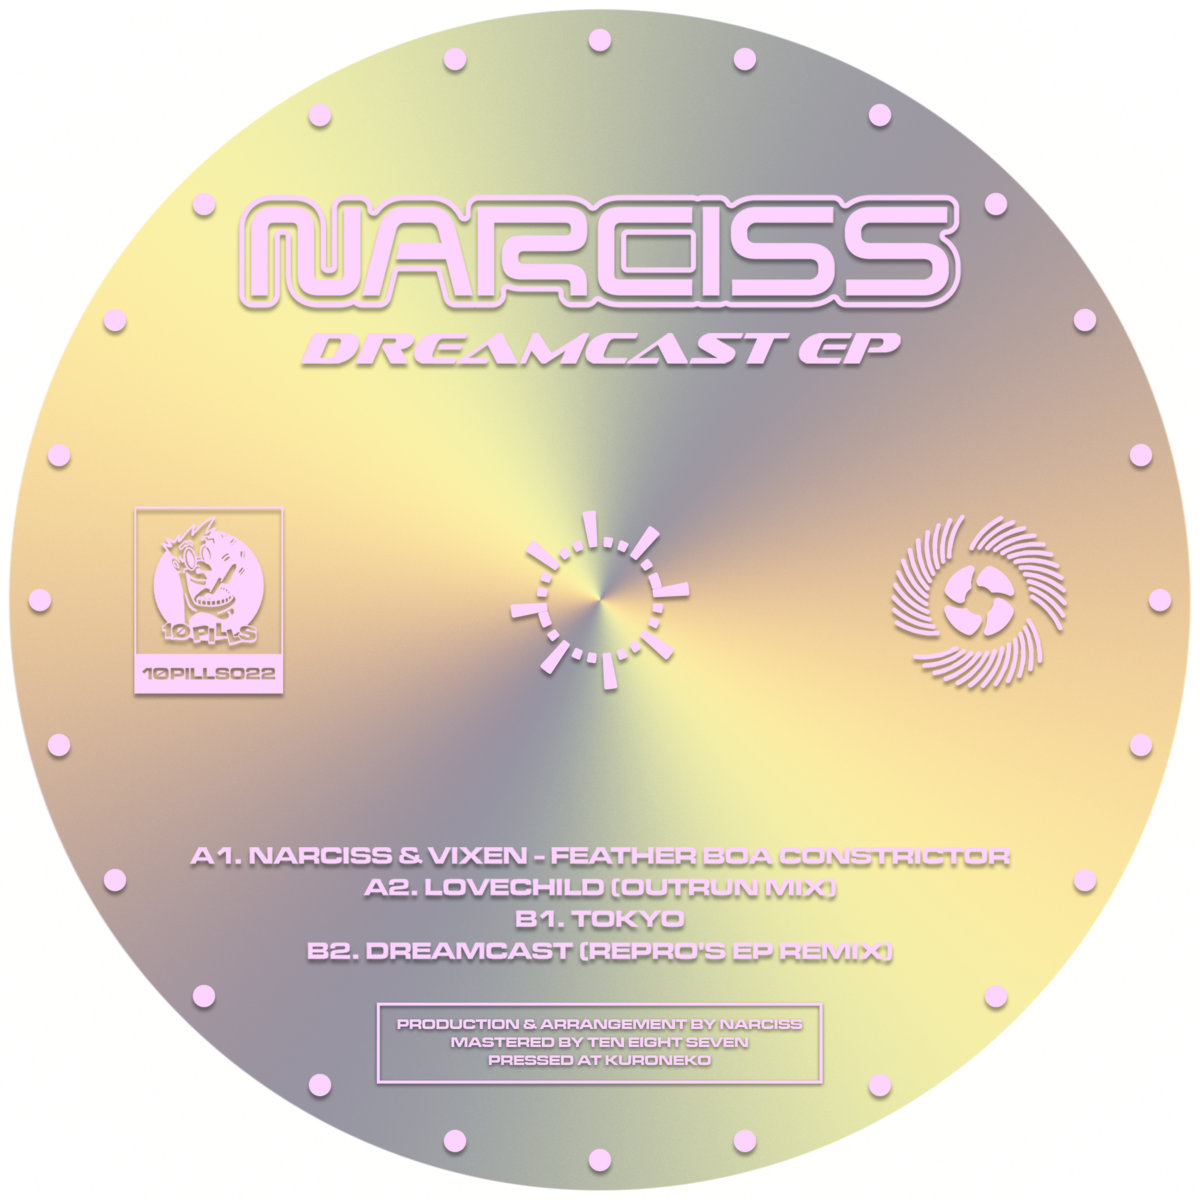 NARCISS
DREAMCAST EP
10PILLS
10PILLS022
A1. NARCISS & VIXEN - FEATHER BOA CONSTRICTOR
A2. LOVECHILD (OUTRUN MIX)
B1. TOKYO
B2. DREAMCAST (REPRO'S EP REMIX)
PRODUCTION & ARRANGEMENT BY NARCISS
MASTERED BY TEN EIGHT SEVEN
PRESSED AT KURONEKO